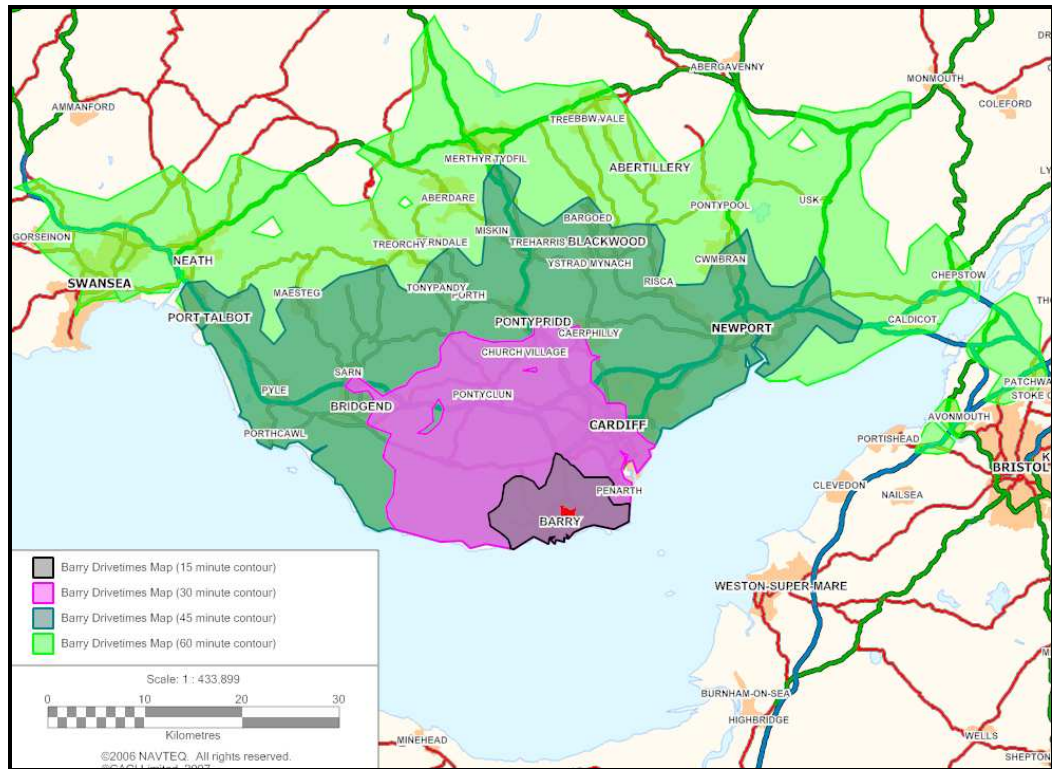 AMMANFORD
ABERGAVENNY
MONMOUTH
COLEFORD
EBBW VALE
MERTHYR TYDFIL
ABERTILLERY
ABERDARE
PONTYPOOL
USK
BARGOED
GORSEINON
MISKIN
TREORCHY
TREHARRIS
BLACKWOOD
NEATH
CWMBRAN
YSTRAD MYNACH
SWANSEA
RISCA
CHEPSTOW
MAESTEG
TONYPANDY
PORTH
PORT TALBOT
PONTYPRIDD
NEWPORT
CALDICOT
CAERPHILLY
CHURCH VILLAGE
SARN
PYLE
PONTYCLUN
PATCHWA
STOKE G
BRIDGEND
AVONMOUTH
PORTHCAWL
CARDIFF
PORTISHEAD
BRISTOL
CLEVEDON
PENARTH
NAILSEA
BARRY
WESTON-SUPER-MARE
BURNHAM-ON-SEA
HIGHBRIDGE
WELLS
MINEHEAD
SHEPTON
Barry Drivetimes Map (15 minute contour)
Barry Drivetimes Map (30 minute contour)
Barry Drivetimes Map (45 minute contour)
Barry Drivetimes Map (60 minute contour)
Scale: 1 : 433,899
0 10 20 30
Kilometres
©2006 NAVTEQ. All rights reserved.